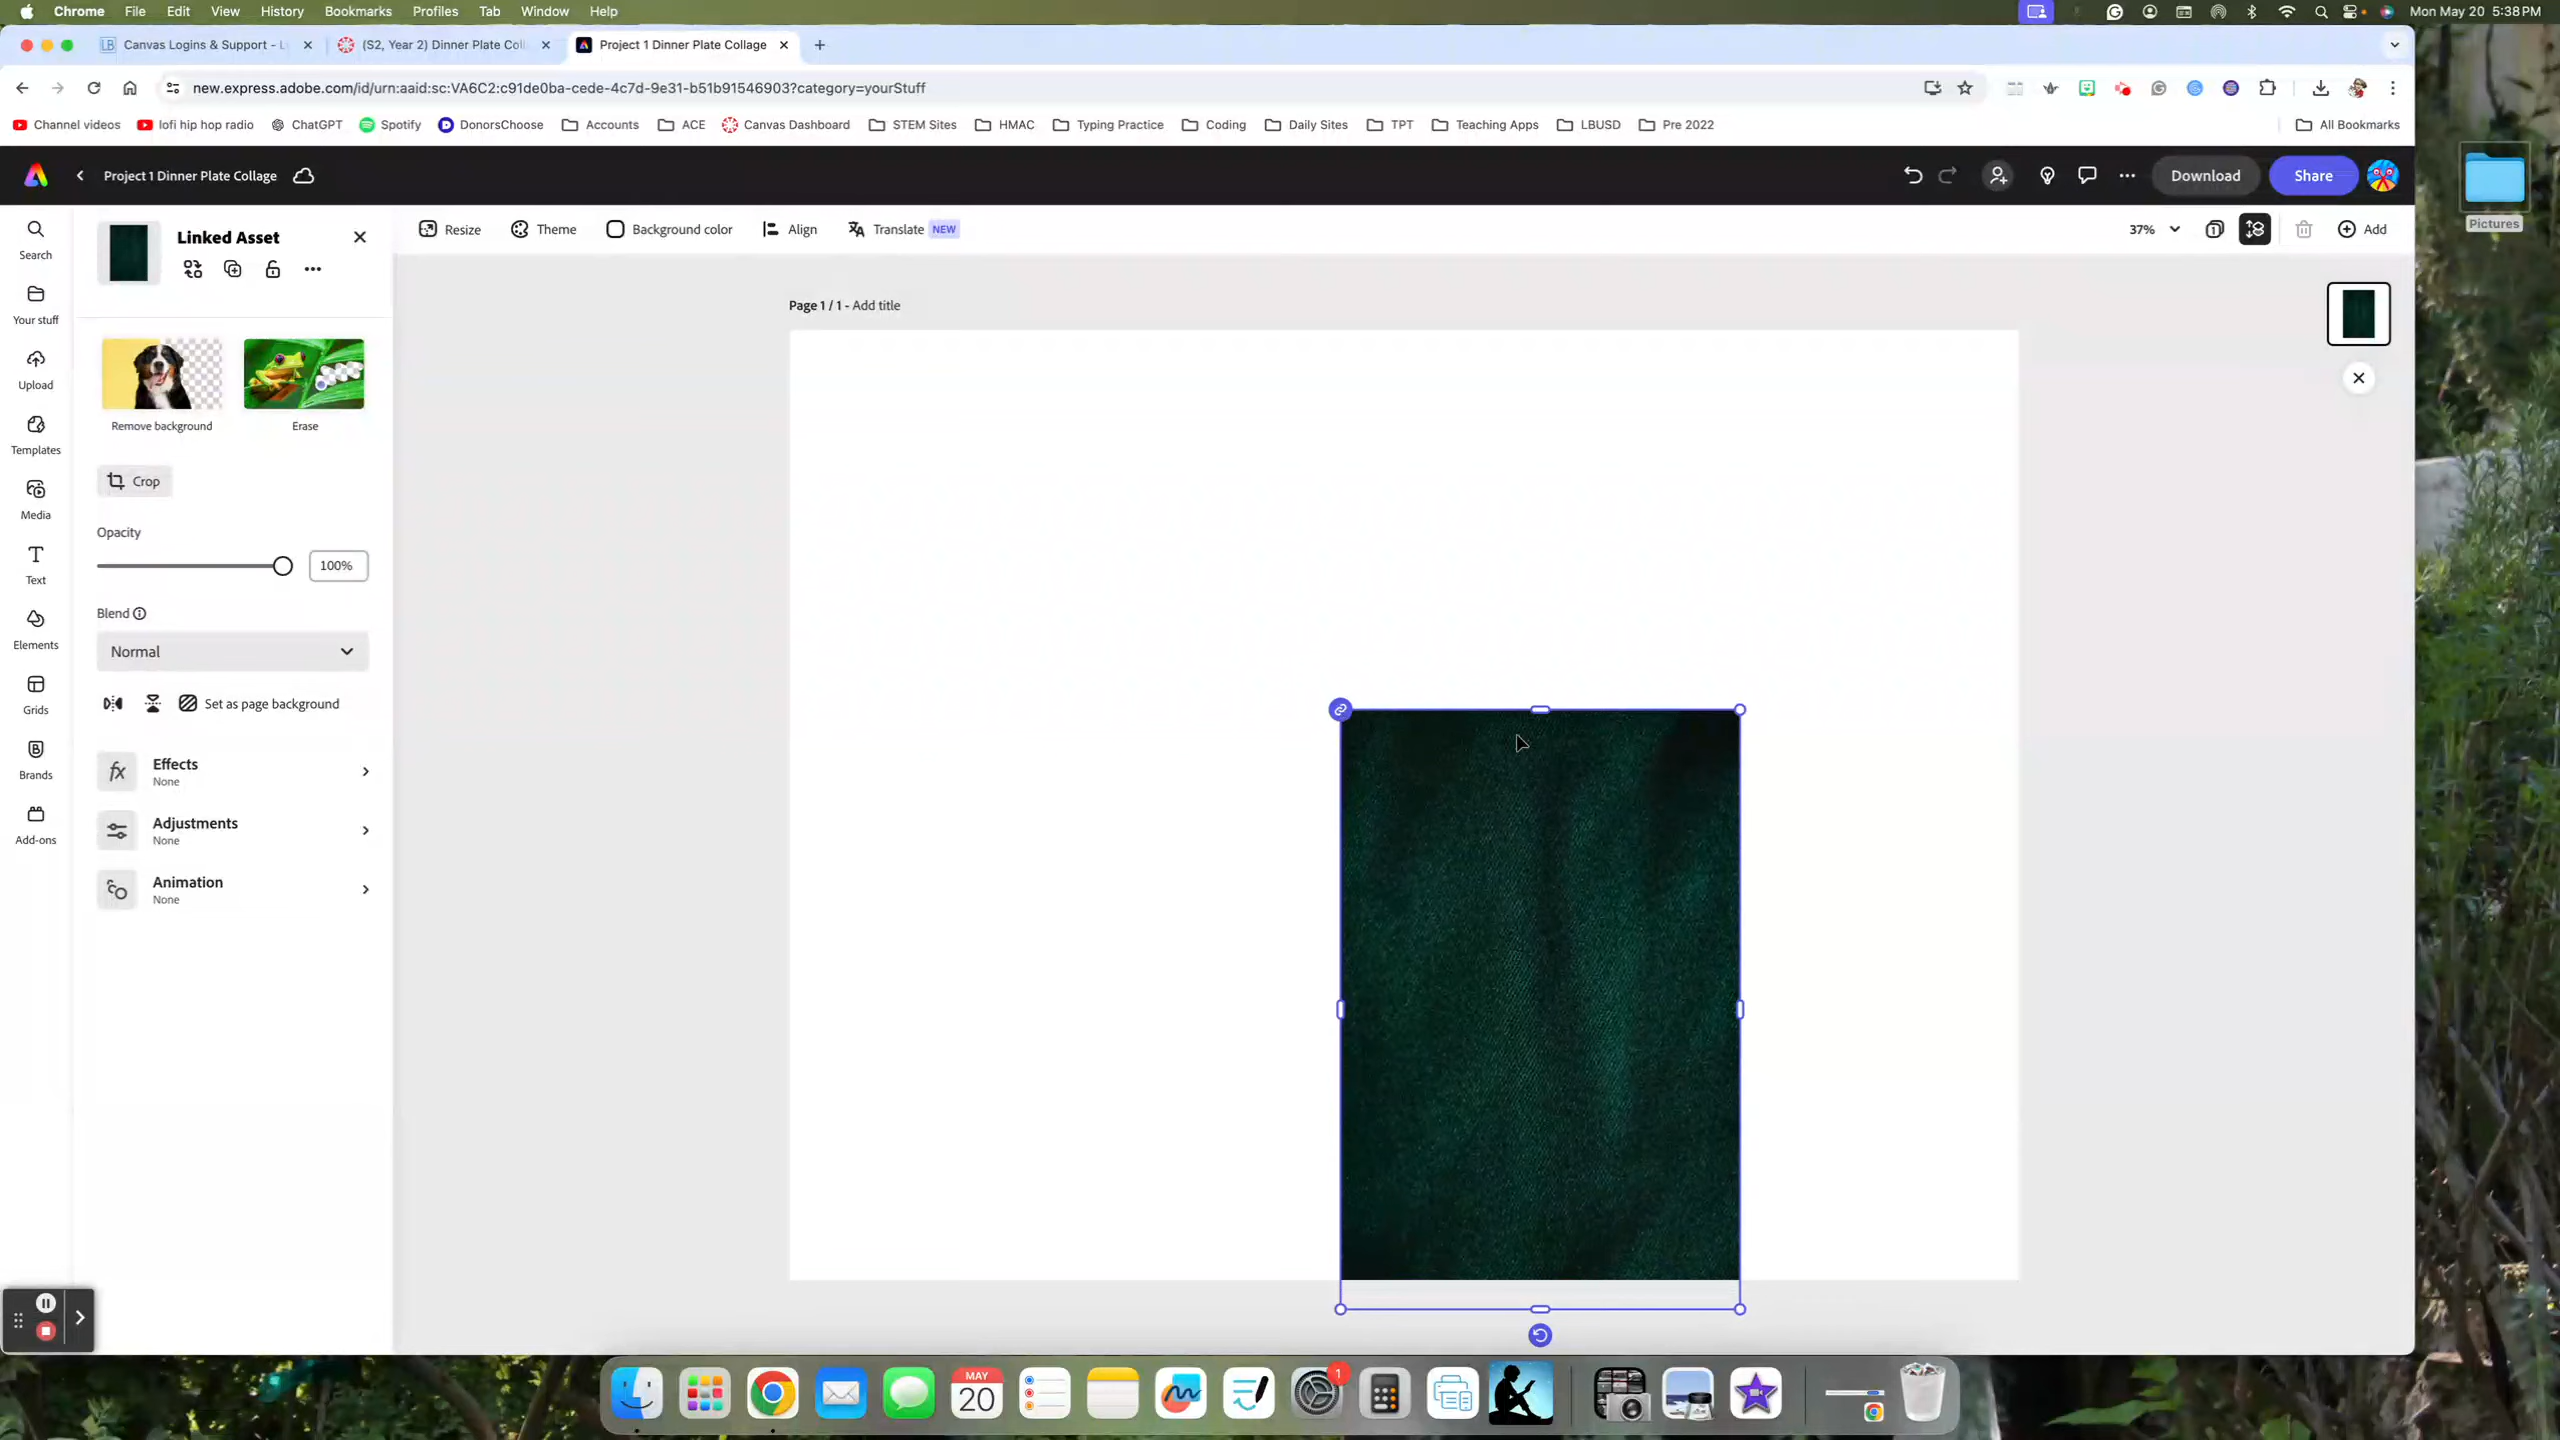 Chrome File Edit View History Bookmarks Profiles Tab Window Help Mon May 20 5:38 PM
Canvas Logins & Support - (S2, Year 2) Dinner Plate Project 1 Dinner Plate Collage
new.express.adobe.com/id/urn:aaid:sc:VA6C2:c91de0ba-cede-4c7d-9e31-b51b91546903?category=yourStuff
Channel videos lofi hip hop radio ChatGPT Spotify DonorsChoose Accounts ACE Canvas Dashboard STEM Sites HMAC Typing Practice Coding Daily Sites TPT Teaching Apps LBUSD Pre 2022 All Bookmarks
Project 1 Dinner Plate Collage Download Share
Pictures
Search
Your stuff
Upload
Templates
Media
Text
Elements
Grids
Brands
Add-ons
Linked Asset
Remove background Erase
Crop
Opacity
100%
Blend
Normal
Set as page background
Effects
None
Adjustments
None
Animation
None
Resize Theme Background color Align Translate NEW 37% Add
Page 1 / 1 - Add title
MAY
20
1